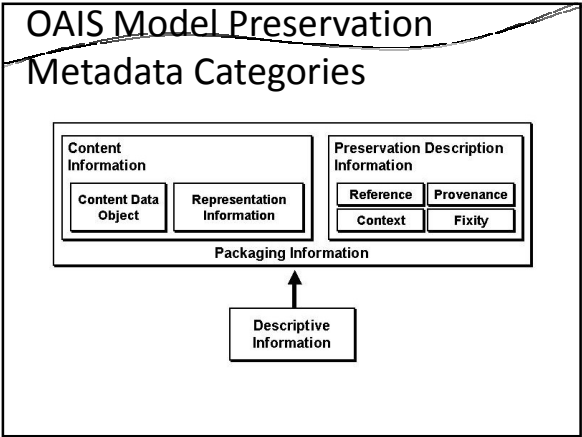 OAIS Model Preservation
Metadata Categories
Content
Information
Content Data
Object
Representation
Information
Preservation Description
Information
Reference
Provenance
Context
Fixity
Packaging Information
Descriptive
Information